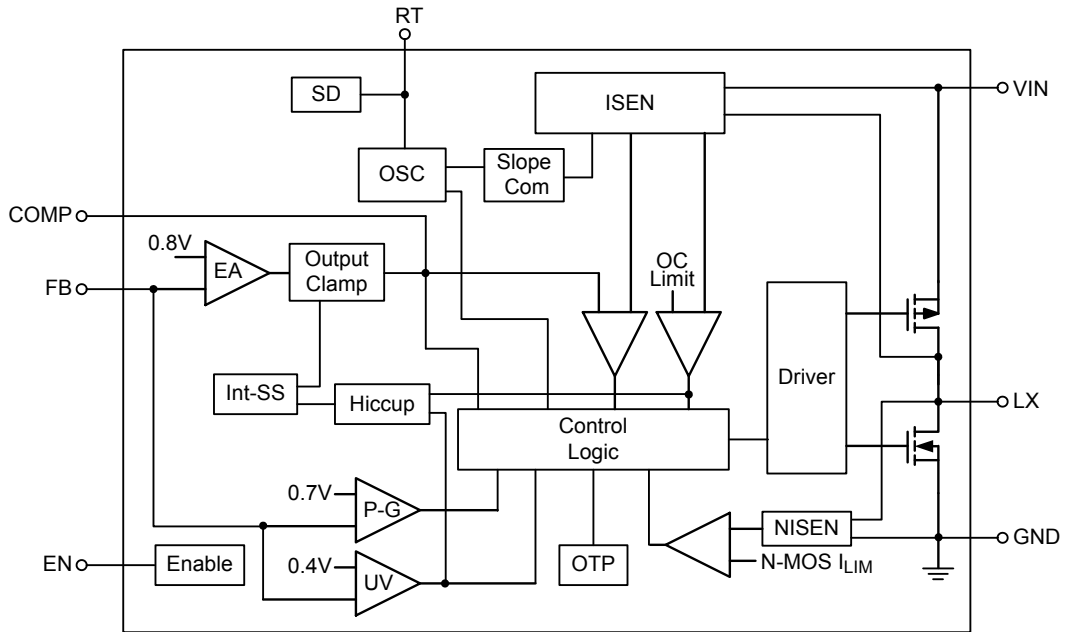 RT
SD
ISEN
VIN
OSC
Slope
Com
COMP
0.8V
EA
Output
Clamp
OC
Limit
FB
Driver
Int-SS
Hiccup
LX
Control
Logic
0.7V
P-G
NISEN
GND
EN
Enable
0.4V
UV
OTP
N-MOS ILIM